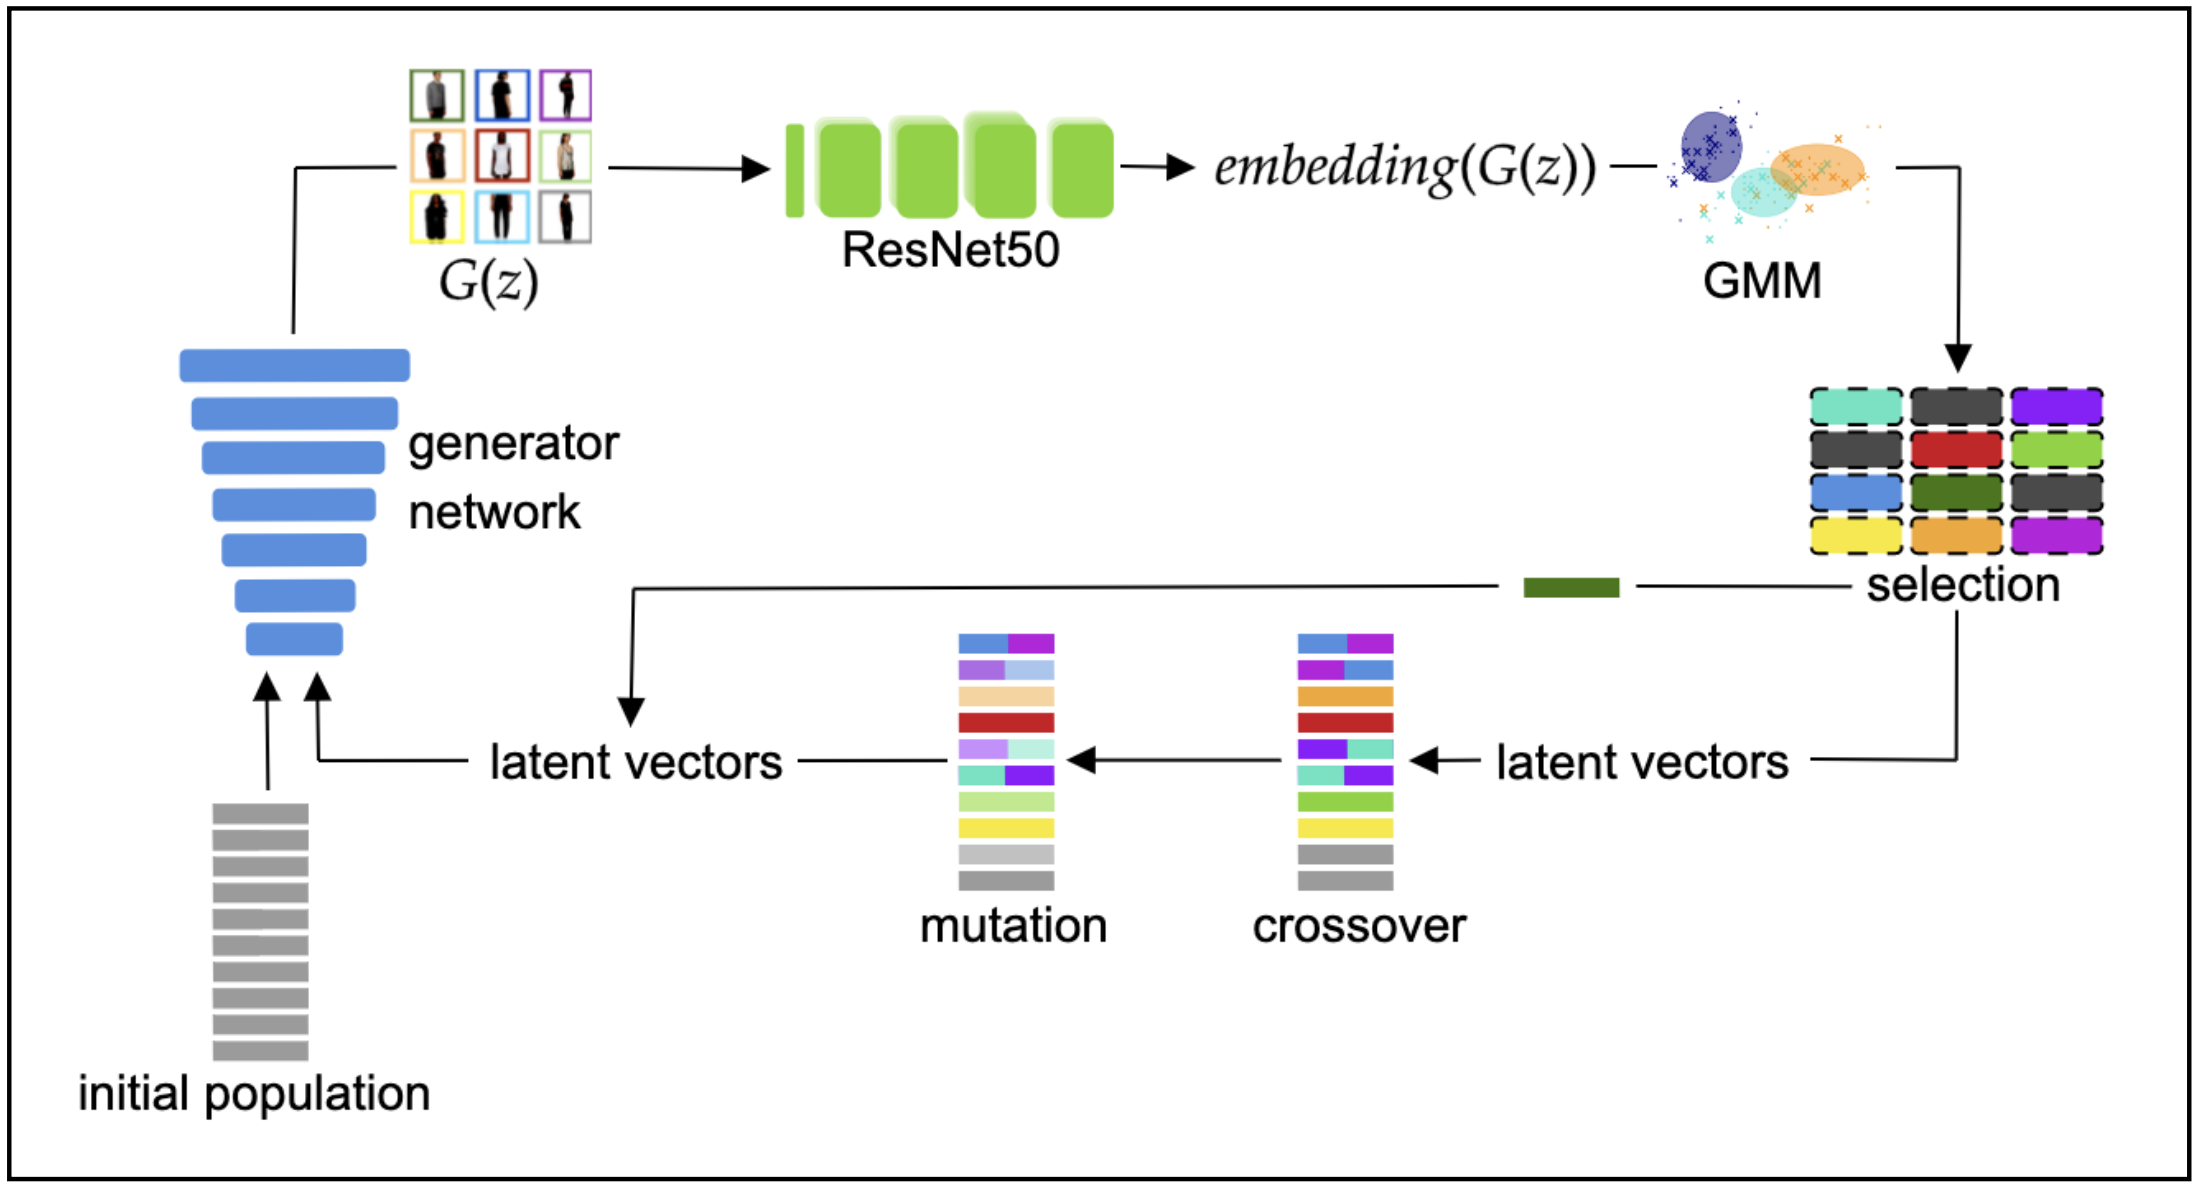 G(z)
ResNet50
embedding(G(z))
GMM
generator
network
selection
latent vectors
latent vectors
mutation
crossover
initial population